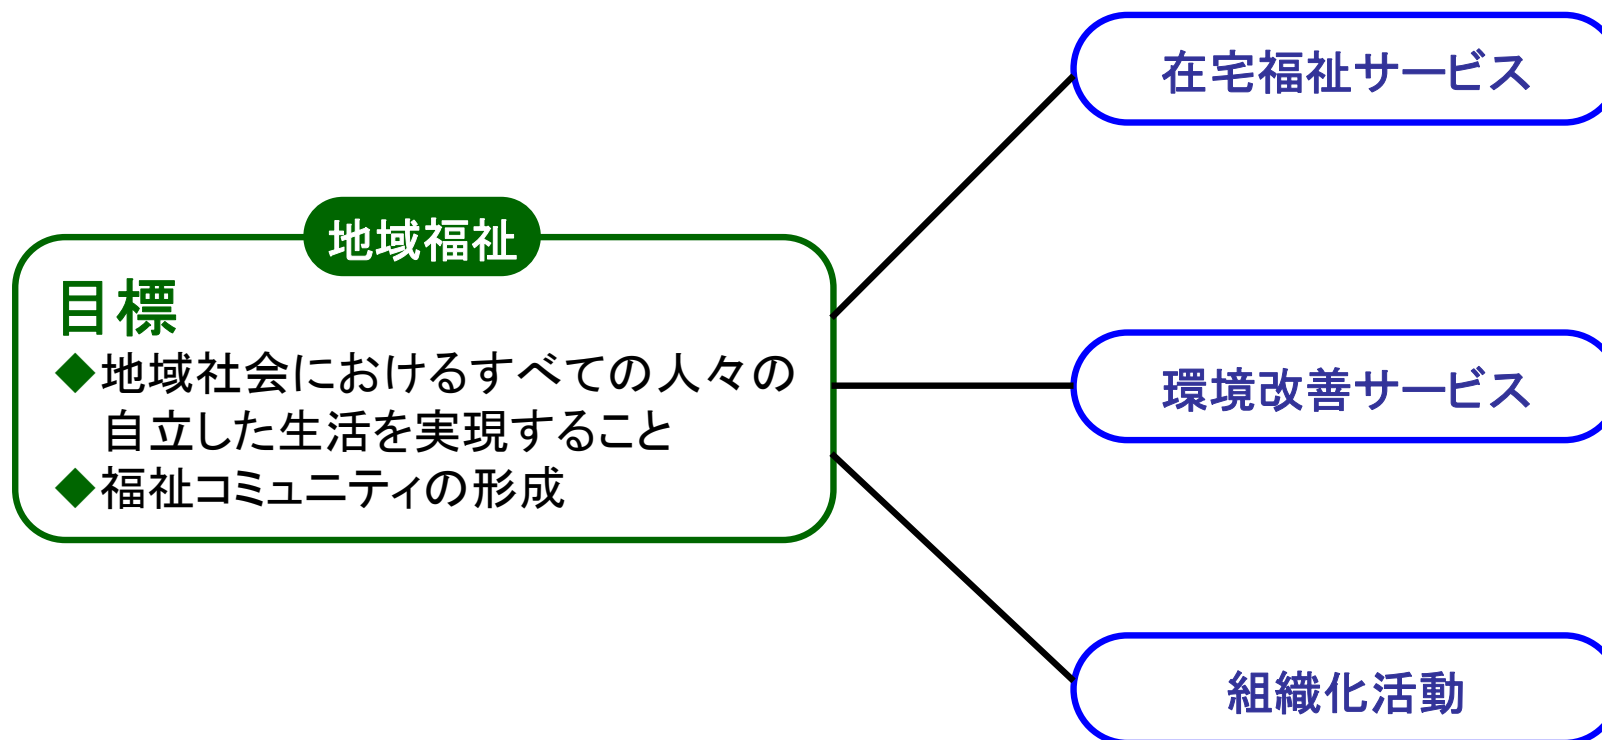 地域福祉
目標
◆地域社会におけるすべての人々の
自立した生活を実現すること
◆福祉コミュニティの形成
在宅福祉サービス
環境改善サービス
組織化活動